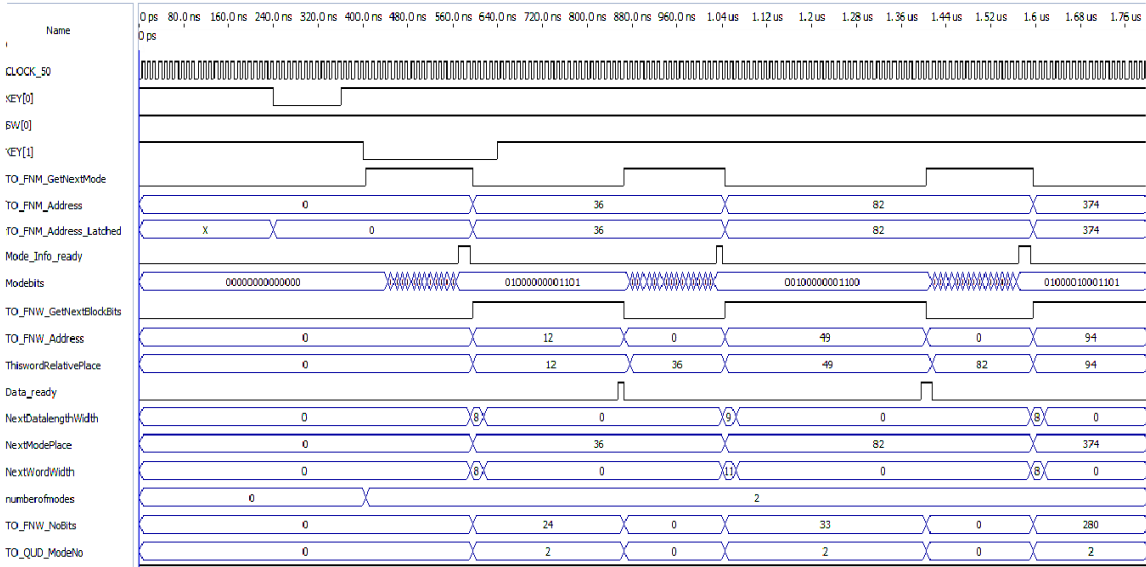 Name
0 ps 80.0 ns 160.0 ns 240.0 ns 320.0 ns 400.0 ns 480.0 ns 560.0 ns 640.0 ns 720.0 ns 800.0 ns 880.0 ns 960.0 ns 1.04 us 1.12 us 1.2 us 1.28 us 1.36 us 1.44 us 1.52 us 1.6 us 1.68 us 1.76 us
0 ps
CLOCK_50
KEY[0]
SW[0]
KEY[1]
TO_FNM_GetNextMode
TO_FNM_Address 0 36 82 374
TO_FNM_Address_Latched X 0 36 82 374
Mode_Info_ready
Modebits 00000000000000 01000000001101 00100000001100 01000010001101
TO_FNW_GetNextBlockBits
TO_FNW_Address 0 12 0 49 0 94
ThiswordRelativePlace 0 12 36 49 82 94
Data_ready
NextDatalengthWidth 0 8 0 9 0 8 0
NextModePlace 0 36 82 374
NextWordWidth 0 8 0 11 0 8 0
numberofmodes 0 2
TO_FNW_NoBits 0 24 0 33 0 280
TO_QUD_ModeNo 0 2 0 2 0 2